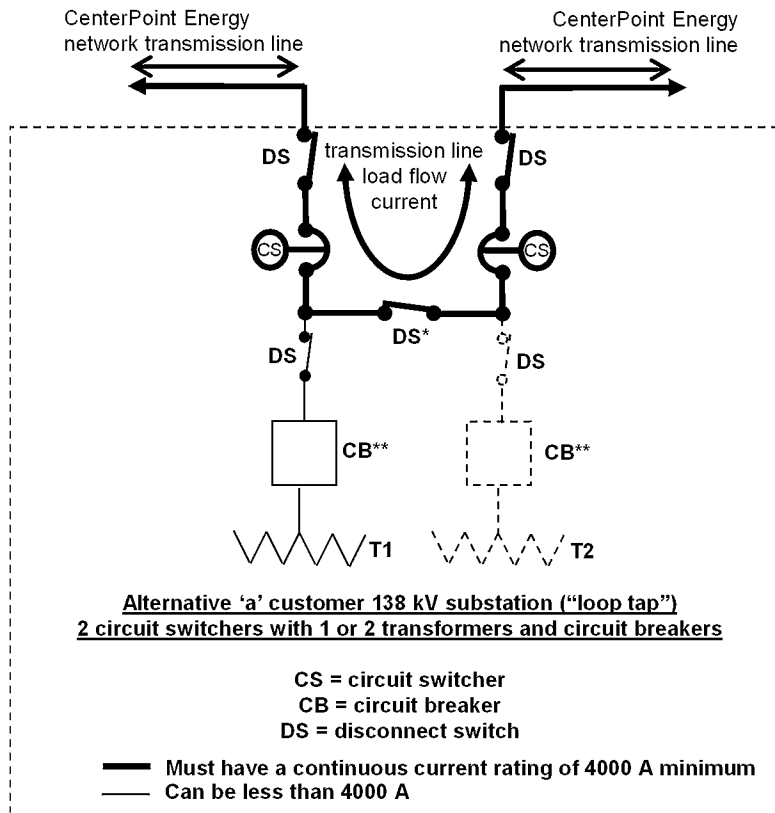 CenterPoint Energy
network transmission line
CenterPoint Energy
network transmission line
DS
transmission line
load flow
current
DS
CS
CS
DS*
DS
DS
CB**
CB**
T1
T2
Alternative ‘a’ customer 138 kV substation (“loop tap”)
2 circuit switchers with 1 or 2 transformers and circuit breakers
CS = circuit switcher
CB = circuit breaker
DS = disconnect switch
Must have a continuous current rating of 4000 A minimum
Can be less than 4000 A